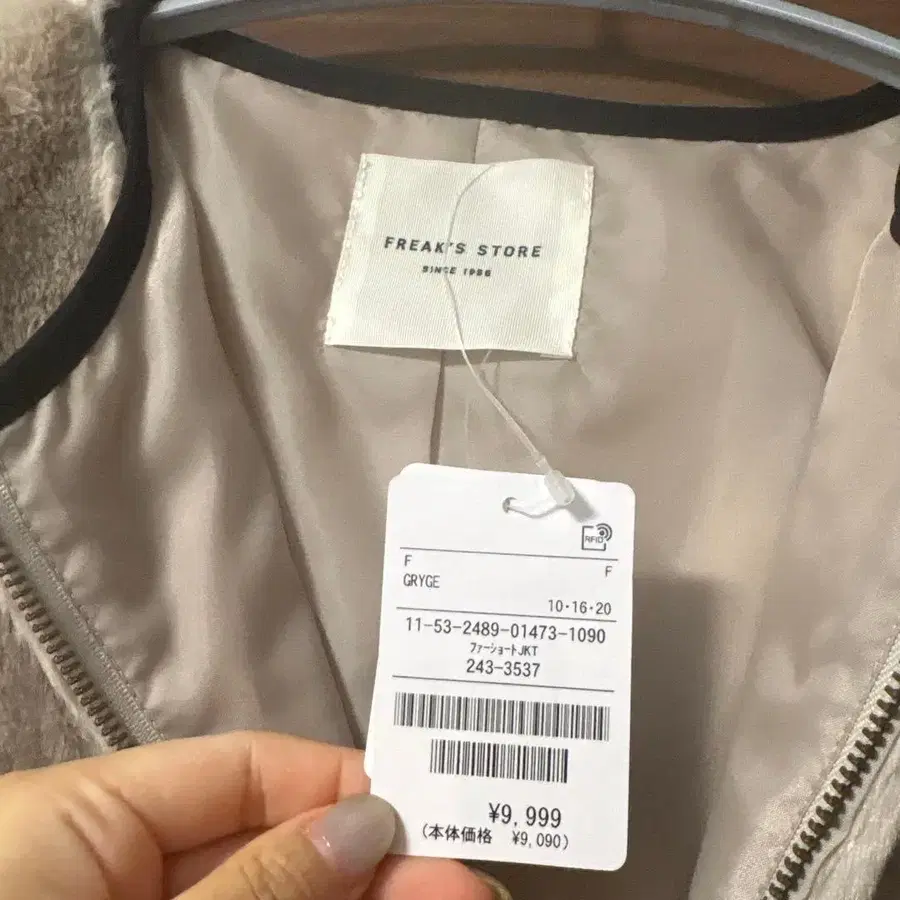 FREAK'S STORE
SINCE 1986
RFID
F F
GRYGE
10・16・20
11-53-2489-01473-1090
ファーショートJKT
243-3537
¥9,999
(本体価格 ¥9,090)